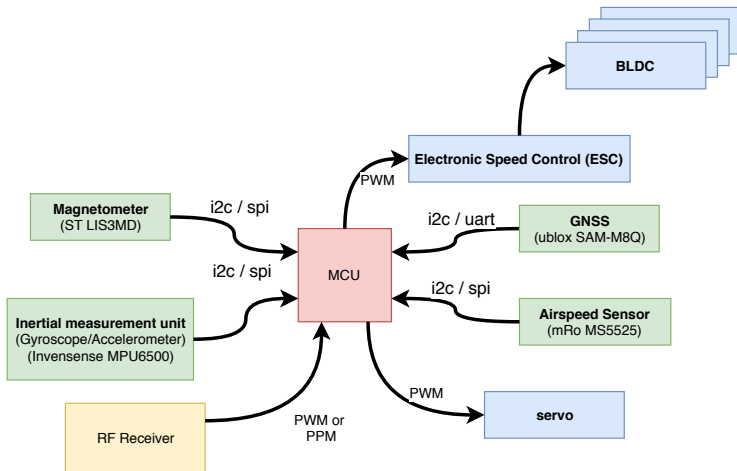 BLDC
Electronic Speed Control (ESC)
PWM
Magnetometer
(ST LIS3MD)
i2c / spi
i2c / uart
GNSS
(ublox SAM-M8Q)
MCU
i2c / spi
i2c / spi
Inertial measurement unit
(Gyroscope/Accelerometer)
(Invensense MPU6500)
Airspeed Sensor
(mRo MS5525)
PWM
servo
RF Receiver
PWM or
PPM